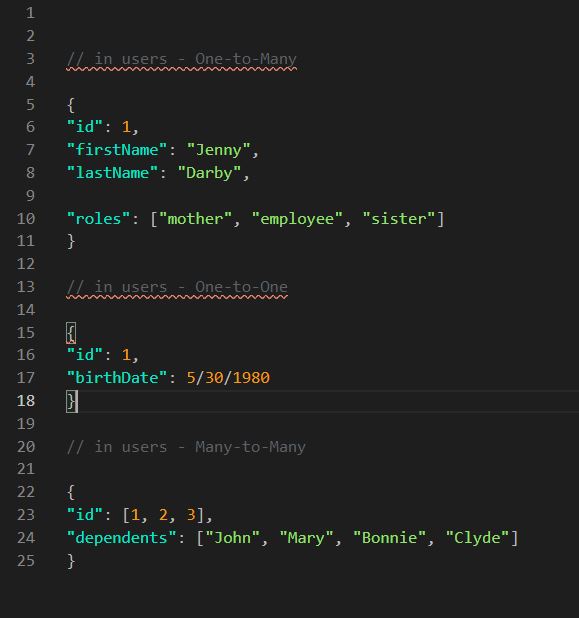 1
2
3 // in users - One-to-Many
4
5 {
6 "id": 1,
7 "firstName": "Jenny",
8 "lastName": "Darby",
9
10 "roles": ["mother", "employee", "sister"]
11 }
12
13 // in users - One-to-One
14
15 {
16 "id": 1,
17 "birthDate": 5/30/1980
18 }
19
20 // in users - Many-to-Many
21
22 {
23 "id": [1, 2, 3],
24 "dependents": ["John", "Mary", "Bonnie", "Clyde"]
25 }